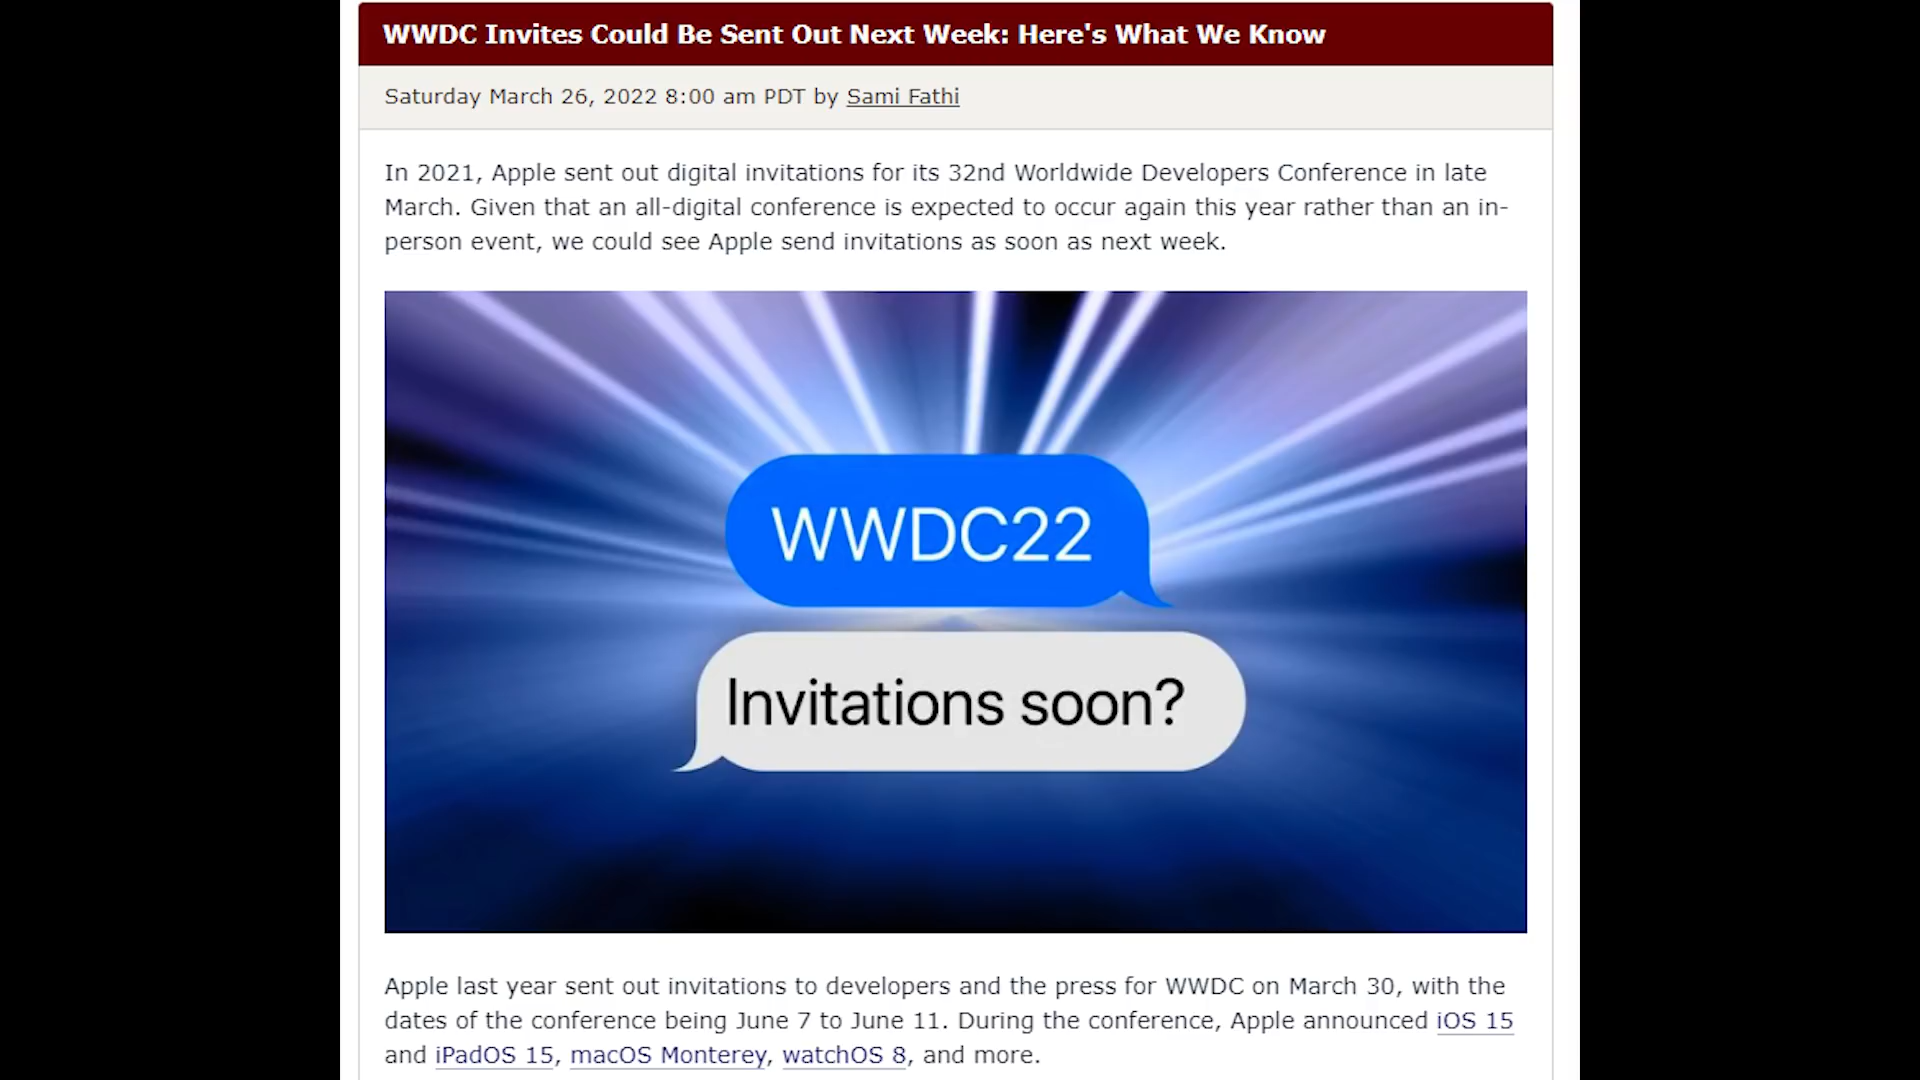 WWDC Invites Could Be Sent Out Next Week: Here's What We Know
Saturday March 26, 2022 8:00 am PDT by Sami Fathi
In 2021, Apple sent out digital invitations for its 32nd Worldwide Developers Conference in late
March. Given that an all-digital conference is expected to occur again this year rather than an in-
person event, we could see Apple send invitations as soon as next week.
WWDC22
Invitations soon?
Apple last year sent out invitations to developers and the press for WWDC on March 30, with the
dates of the conference being June 7 to June 11. During the conference, Apple announced iOS 15
and iPadOS 15, macOS Monterey, watchOS 8, and more.